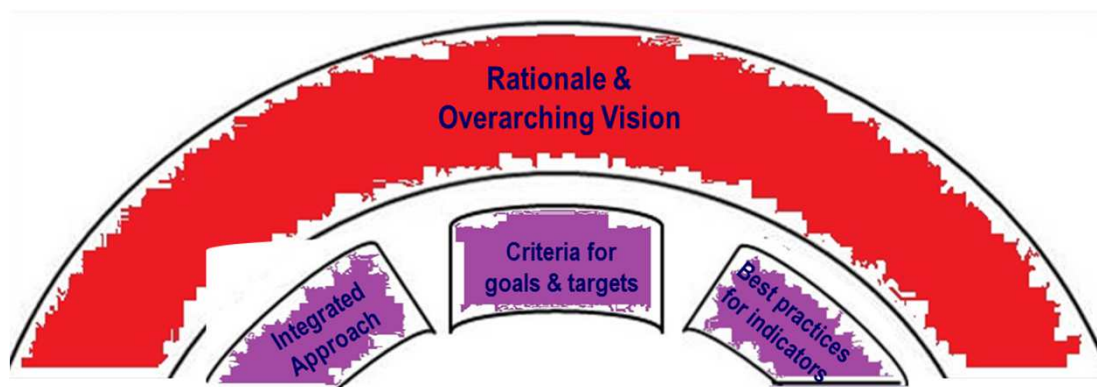 Rationale &
Overarching Vision
Integrated
Approach
Criteria for
goals & targets
Best practices
for indicators